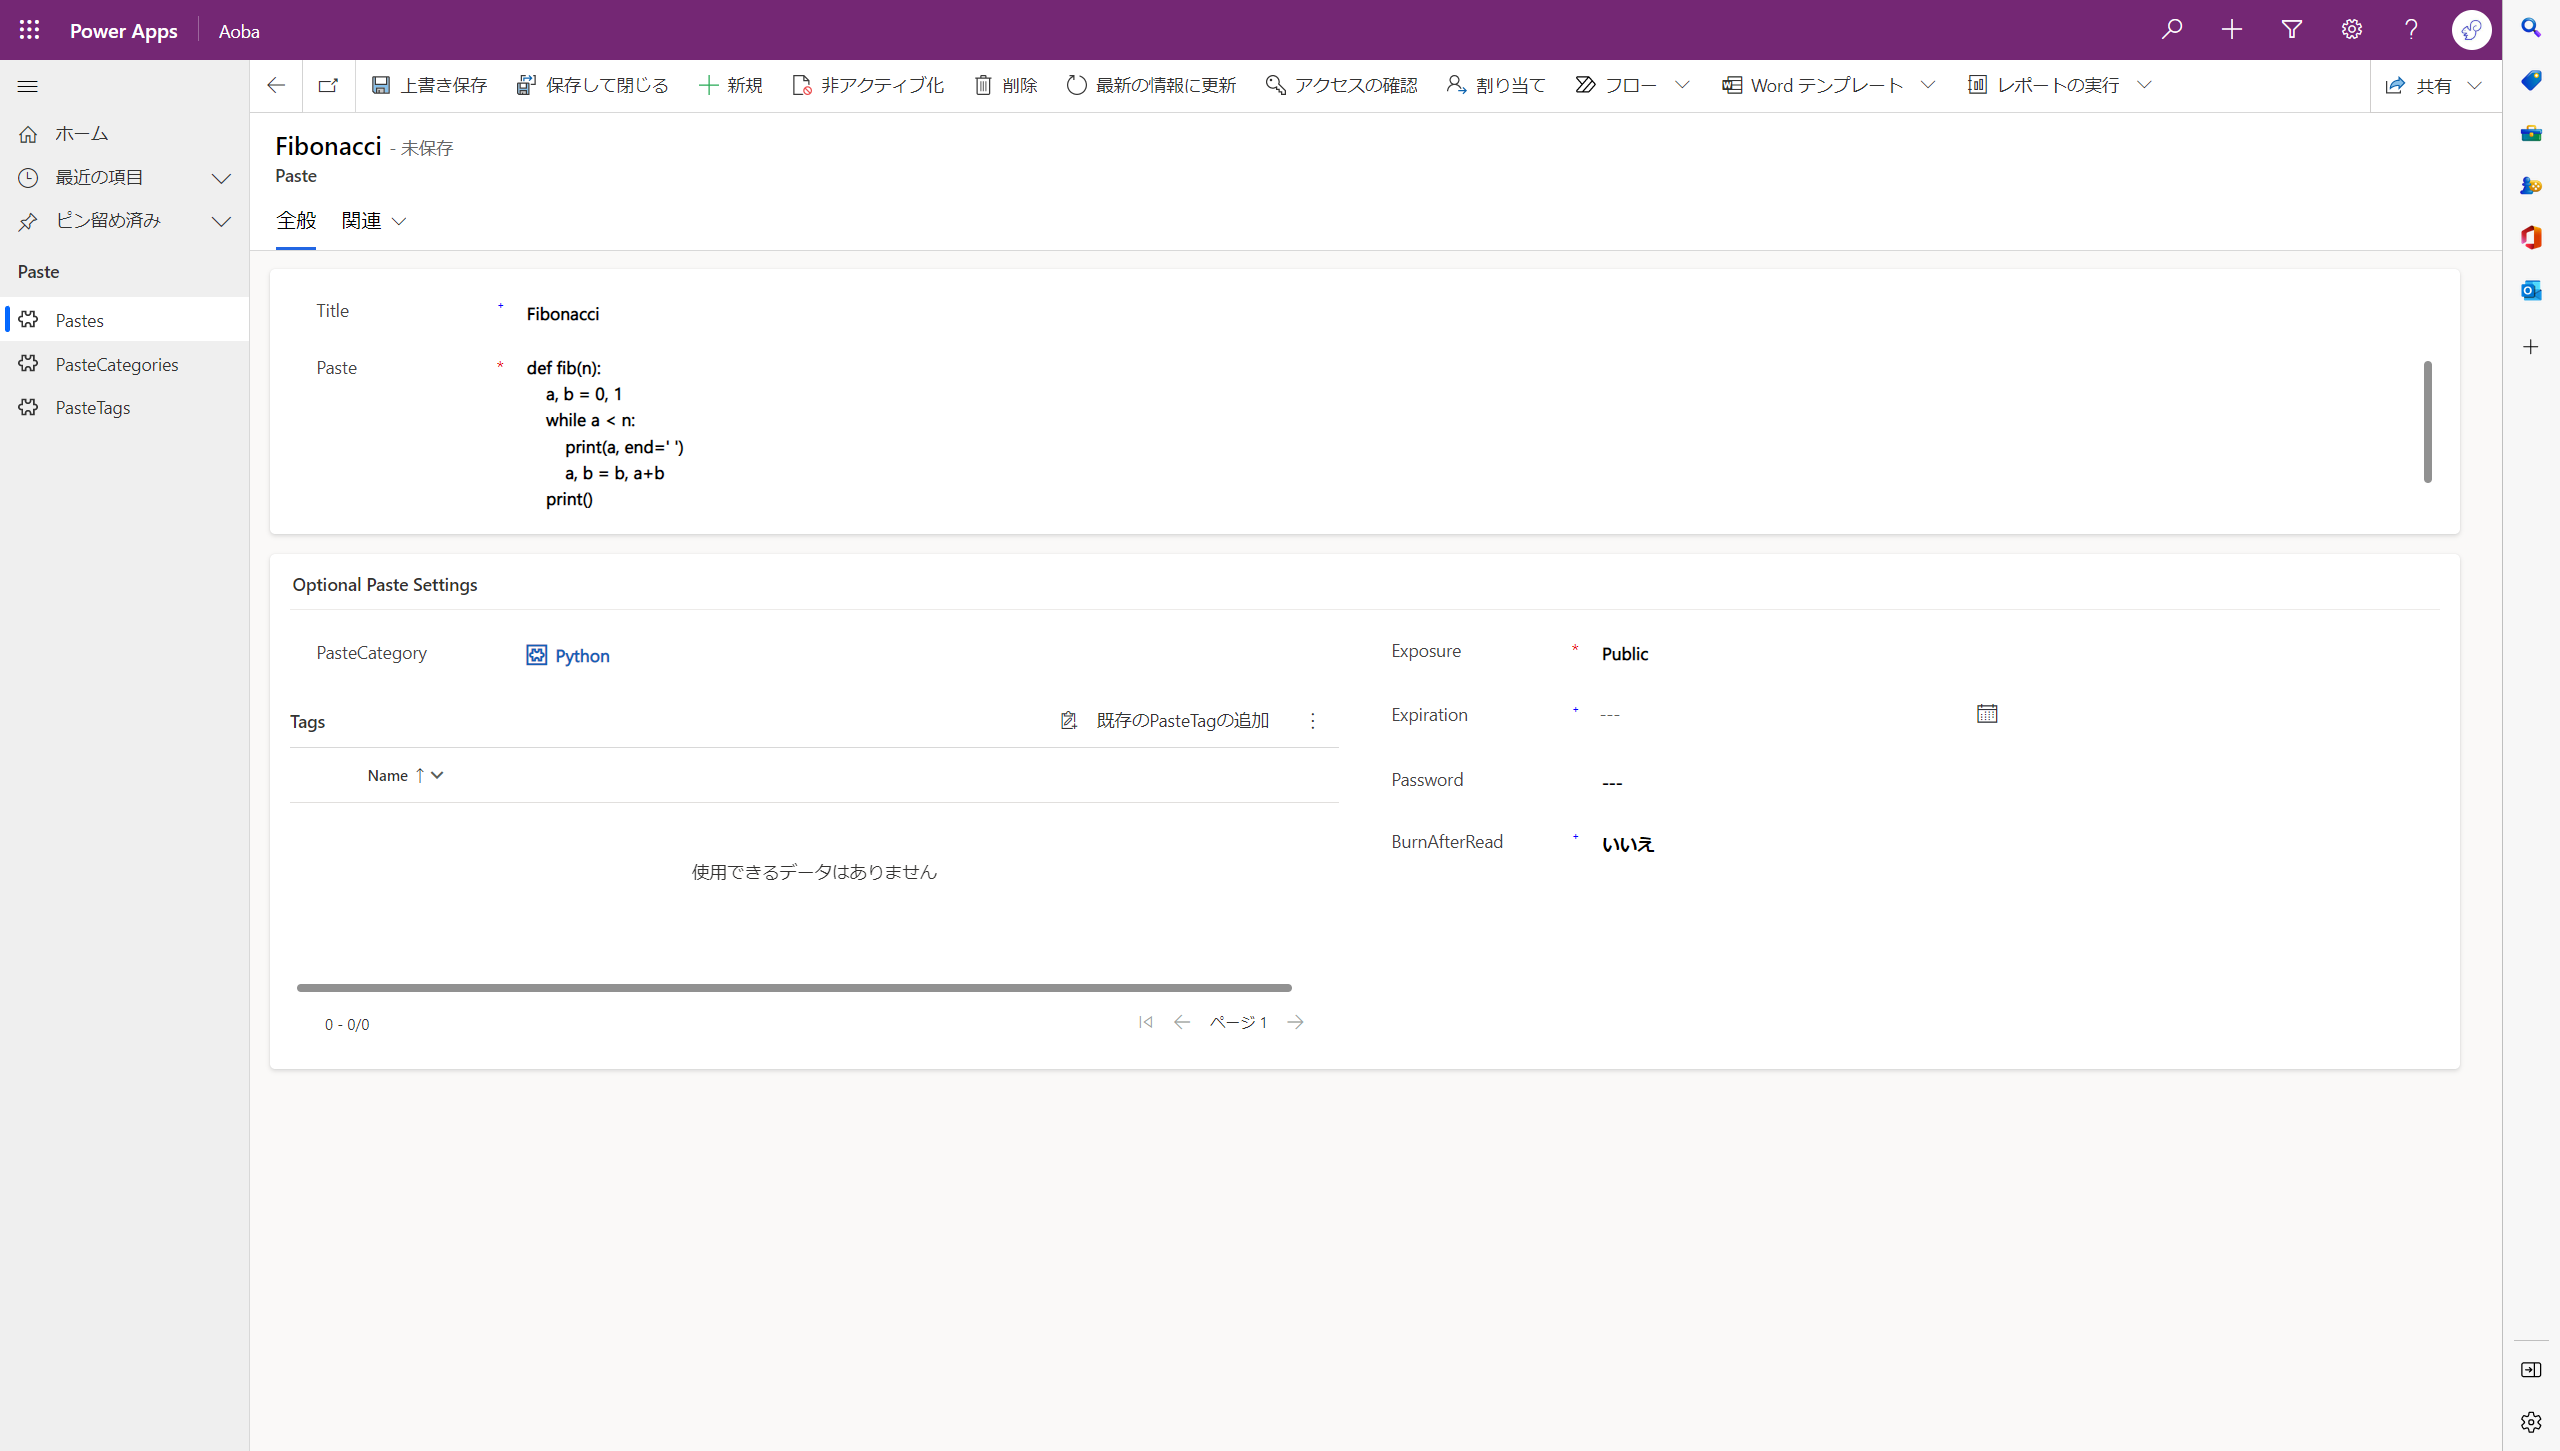 Power Apps Aoba
上書き保存 保存して閉じる 新規 非アクティブ化 削除 最新の情報に更新 アクセスの確認 割り当て フロー Word テンプレート レポートの実行 共有
ホーム
最近の項目
ピン留め済み
Paste
Pastes
PasteCategories
PasteTags
Fibonacci - 未保存
Paste
全般 関連
Title + Fibonacci
Paste * def fib(n):
a, b = 0, 1
while a < n:
print(a, end=' ')
a, b = b, a+b
print()
Optional Paste Settings
PasteCategory Python
Tags 既存のPasteTagの追加
Name
使用できるデータはありません
0 - 0/0 ページ 1
Exposure * Public
Expiration + ---
Password ---
BurnAfterRead + いいえ